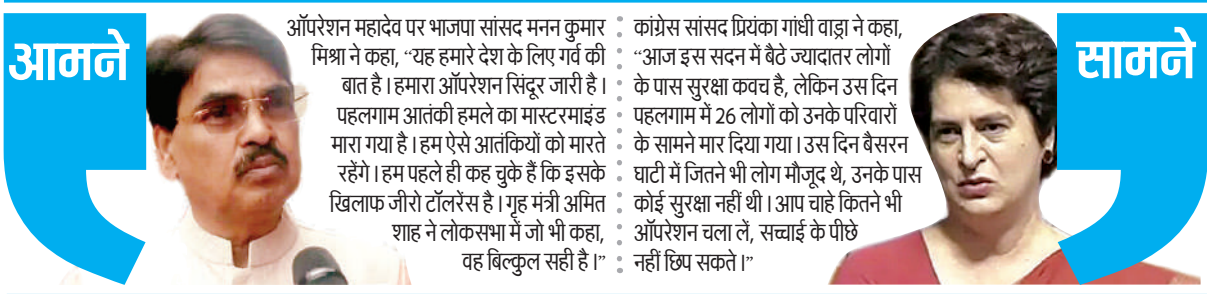 आमने
ऑपरेशन महादेव पर भाजपा सांसद मनन कुमार
मिश्रा ने कहा, “यह हमारे देश के लिए गर्व की
बात है। हमारा ऑपरेशन सिंदूर जारी है।
पहलगाम आतंकी हमले का मास्टरमाइंड
मारा गया है। हम ऐसे आतंकियों को मारते
रहेंगे। हम पहले ही कह चुके हैं कि इसके
खिलाफ जीरो टॉलरेंस है। गृह मंत्री अमित
शाह ने लोकसभा में जो भी कहा,
वह बिल्कुल सही है।”
कांग्रेस सांसद प्रियंका गांधी वाड्रा ने कहा,
“आज इस सदन में बैठे ज्यादातर लोगों
के पास सुरक्षा कवच है, लेकिन उस दिन
पहलगाम में 26 लोगों को उनके परिवारों
के सामने मार दिया गया। उस दिन बैसरन
घाटी में जितने भी लोग मौजूद थे, उनके पास
कोई सुरक्षा नहीं थी। आप चाहे कितने भी
ऑपरेशन चला लें, सच्चाई के पीछे
नहीं छिप सकते।”
सामने